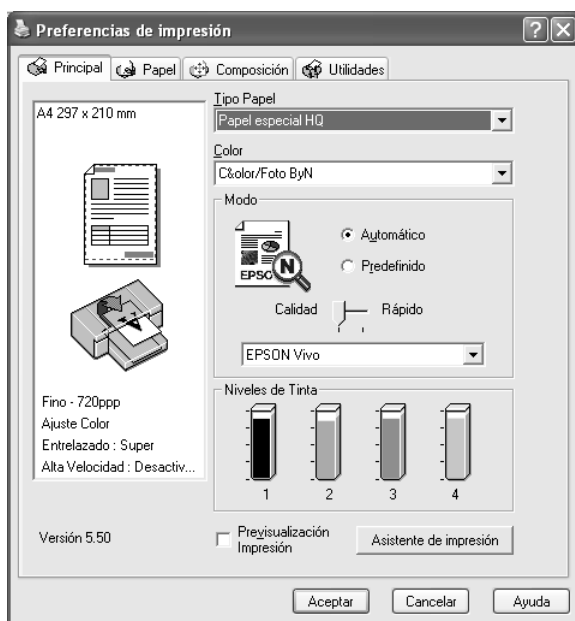 Preferencias de impresión
Principal
Papel
Composición
Utilidades
A4 297 x 210 mm
Tipo Papel
Papel especial HQ
Color
C&olor/Foto ByN
Modo
EPSO
N
Automático
Predefinido
Calidad
Rápido
EPSON Vivo
Fino - 720ppp
Ajuste Color
Entrelazado : Super
Alta Velocidad : Desactiv...
Niveles de Tinta
1 2 3 4
Versión 5.50
Previsualización
Impresión
Asistente de impresión
Aceptar
Cancelar
Ayuda